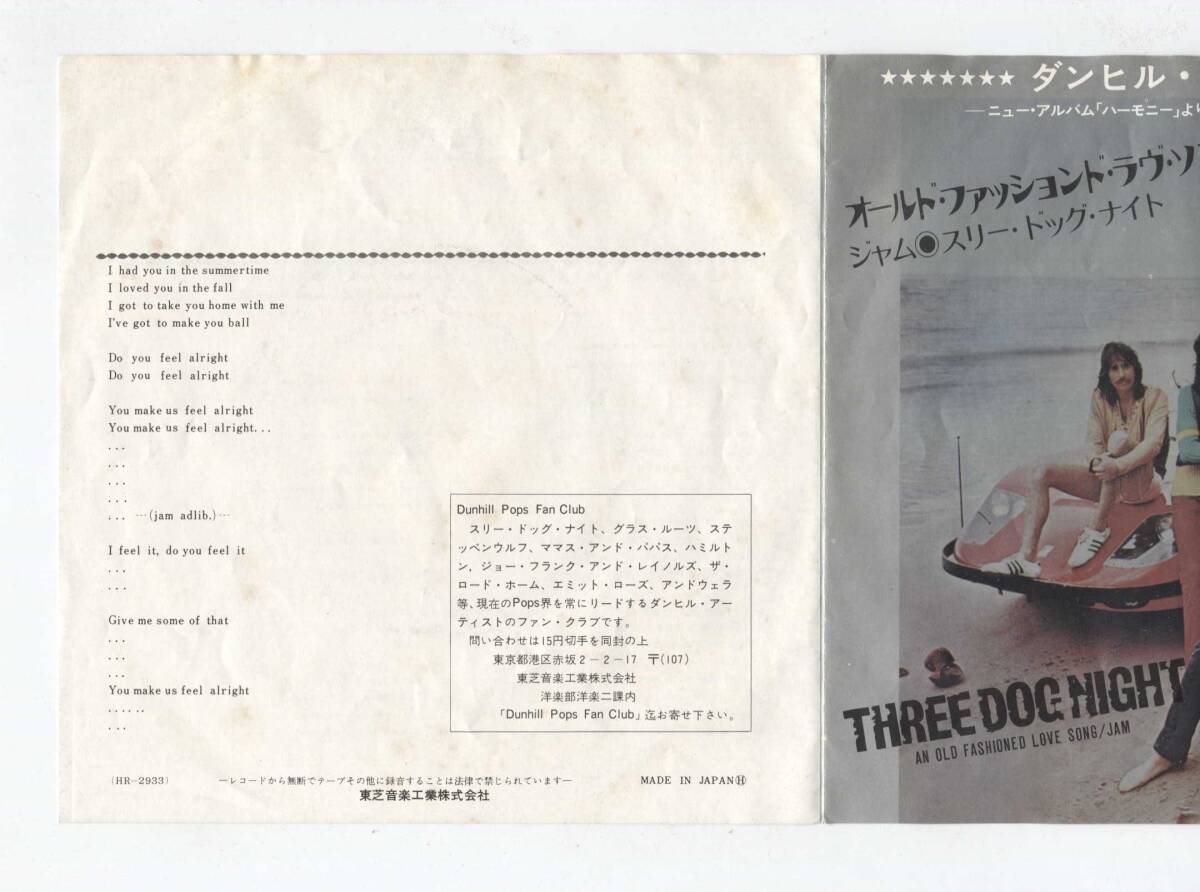 I had you in the summertime
I loved you in the fall
I got to take you home with me
I've got to make you ball
Do you feel alright
Do you feel alright
You make us feel alright
You make us feel alright...
...
...
...
...
... …(jam adlib.)…
I feel it, do you feel it
...
...
Give me some of that
...
...
...
You make us feel alright
......
...
Dunhill Pops Fan Club
スリー・ドッグ・ナイト、グラス・ルーツ、ステ
ッペンウルフ、ママス・アンド・パパス、ハミルト
ン, ジョー・フランク・アンド・レイノルズ、ザ・
ロード・ホーム、エミット・ローズ、アンドウェラ
等、現在のPops界を常にリードするダンヒル・アー
ティストのファン・クラブです。
問い合わせは15円切手を同封の上
東京都港区赤坂2-2-17 〒(107)
東芝音楽工業株式会社
洋楽部洋楽二課内
「Dunhill Pops Fan Club」迄お寄せ下さい。
(HR-2933)
—レコードから無断でテープその他に録音することは法律で禁じられています—
MADE IN JAPANⒽ
東芝音楽工業株式会社
★★★★★★★ ダンヒル・
—ニュー・アルバム「ハーモニー」より
オールド・ファッションド・ラヴ・ソ
ジャム◉スリー・ドッグ・ナイト
THREE DOG NIGHT
AN OLD FASHIONED LOVE SONG/JAM